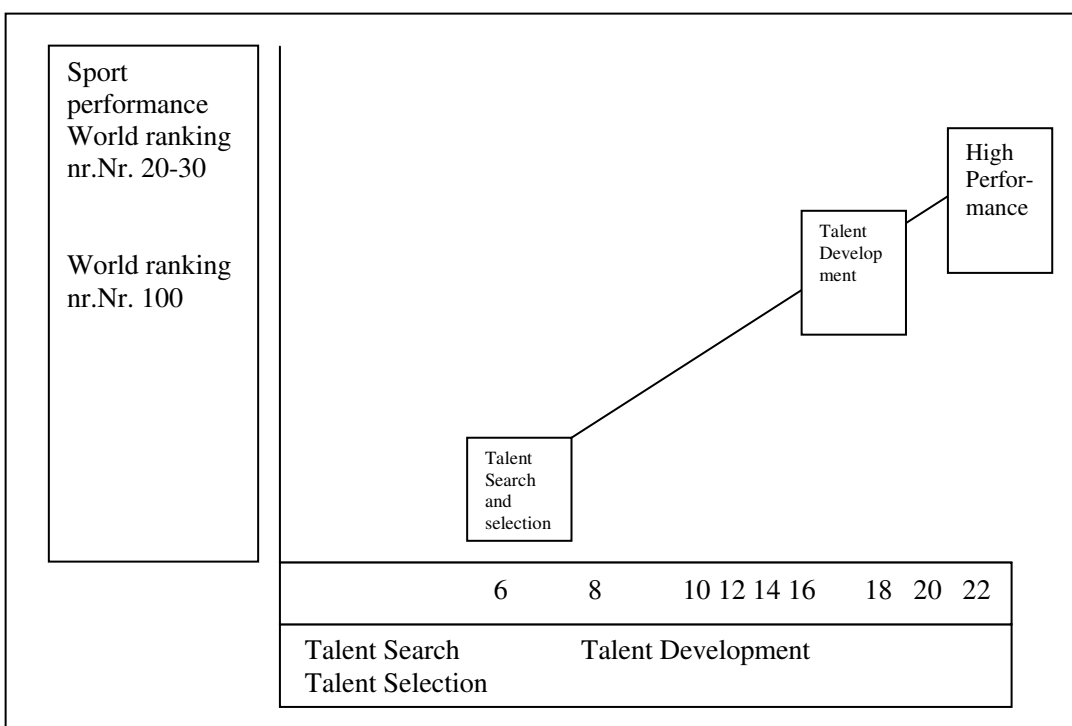 Sport
performance
World ranking
nr.Nr. 20-30
World ranking
nr.Nr. 100
High
Perfor-
mance
Talent
Develop
ment
Talent
Search
and
selection
6 8 10 12 14 16 18 20 22
Talent Search Talent Development
Talent Selection